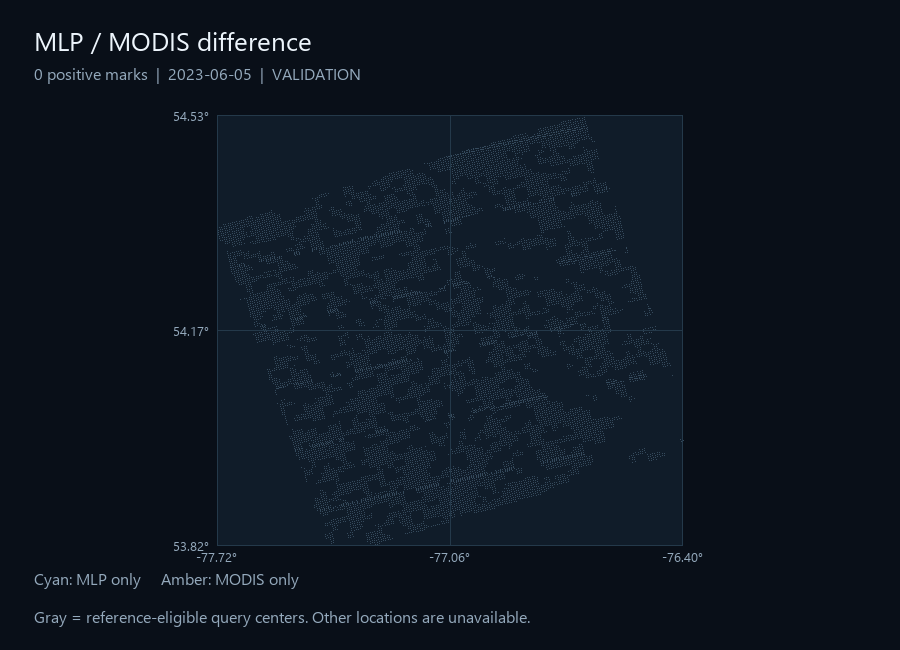 MLP / MODIS difference
0 positive marks | 2023-06-05 | VALIDATION
54.53°
54.17°
53.82°
-77.72° -77.06° -76.40°
Cyan: MLP only Amber: MODIS only
Gray = reference-eligible query centers. Other locations are unavailable.